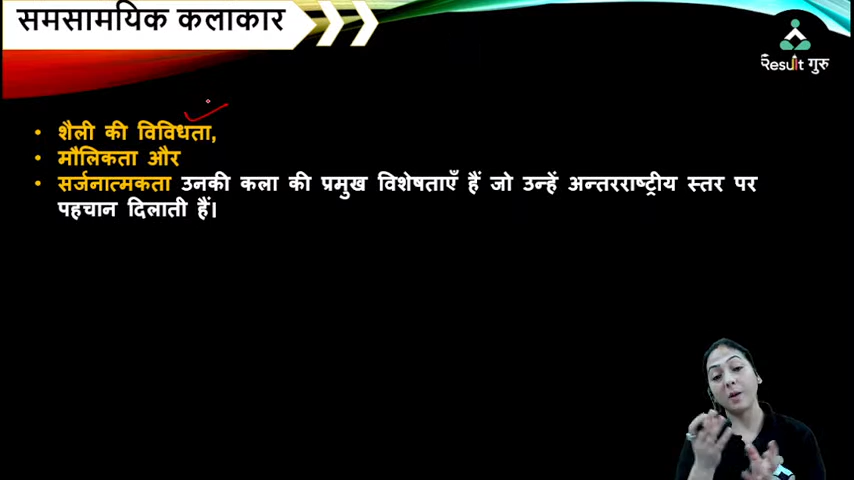 समसामयिक कलाकार
Result गुरु
• शैली की विविधता,
• मौलिकता और
• सर्जनात्मकता उनकी कला की प्रमुख विशेषताएँ हैं जो उन्हें अन्तरराष्ट्रीय स्तर पर
पहचान दिलाती हैं।